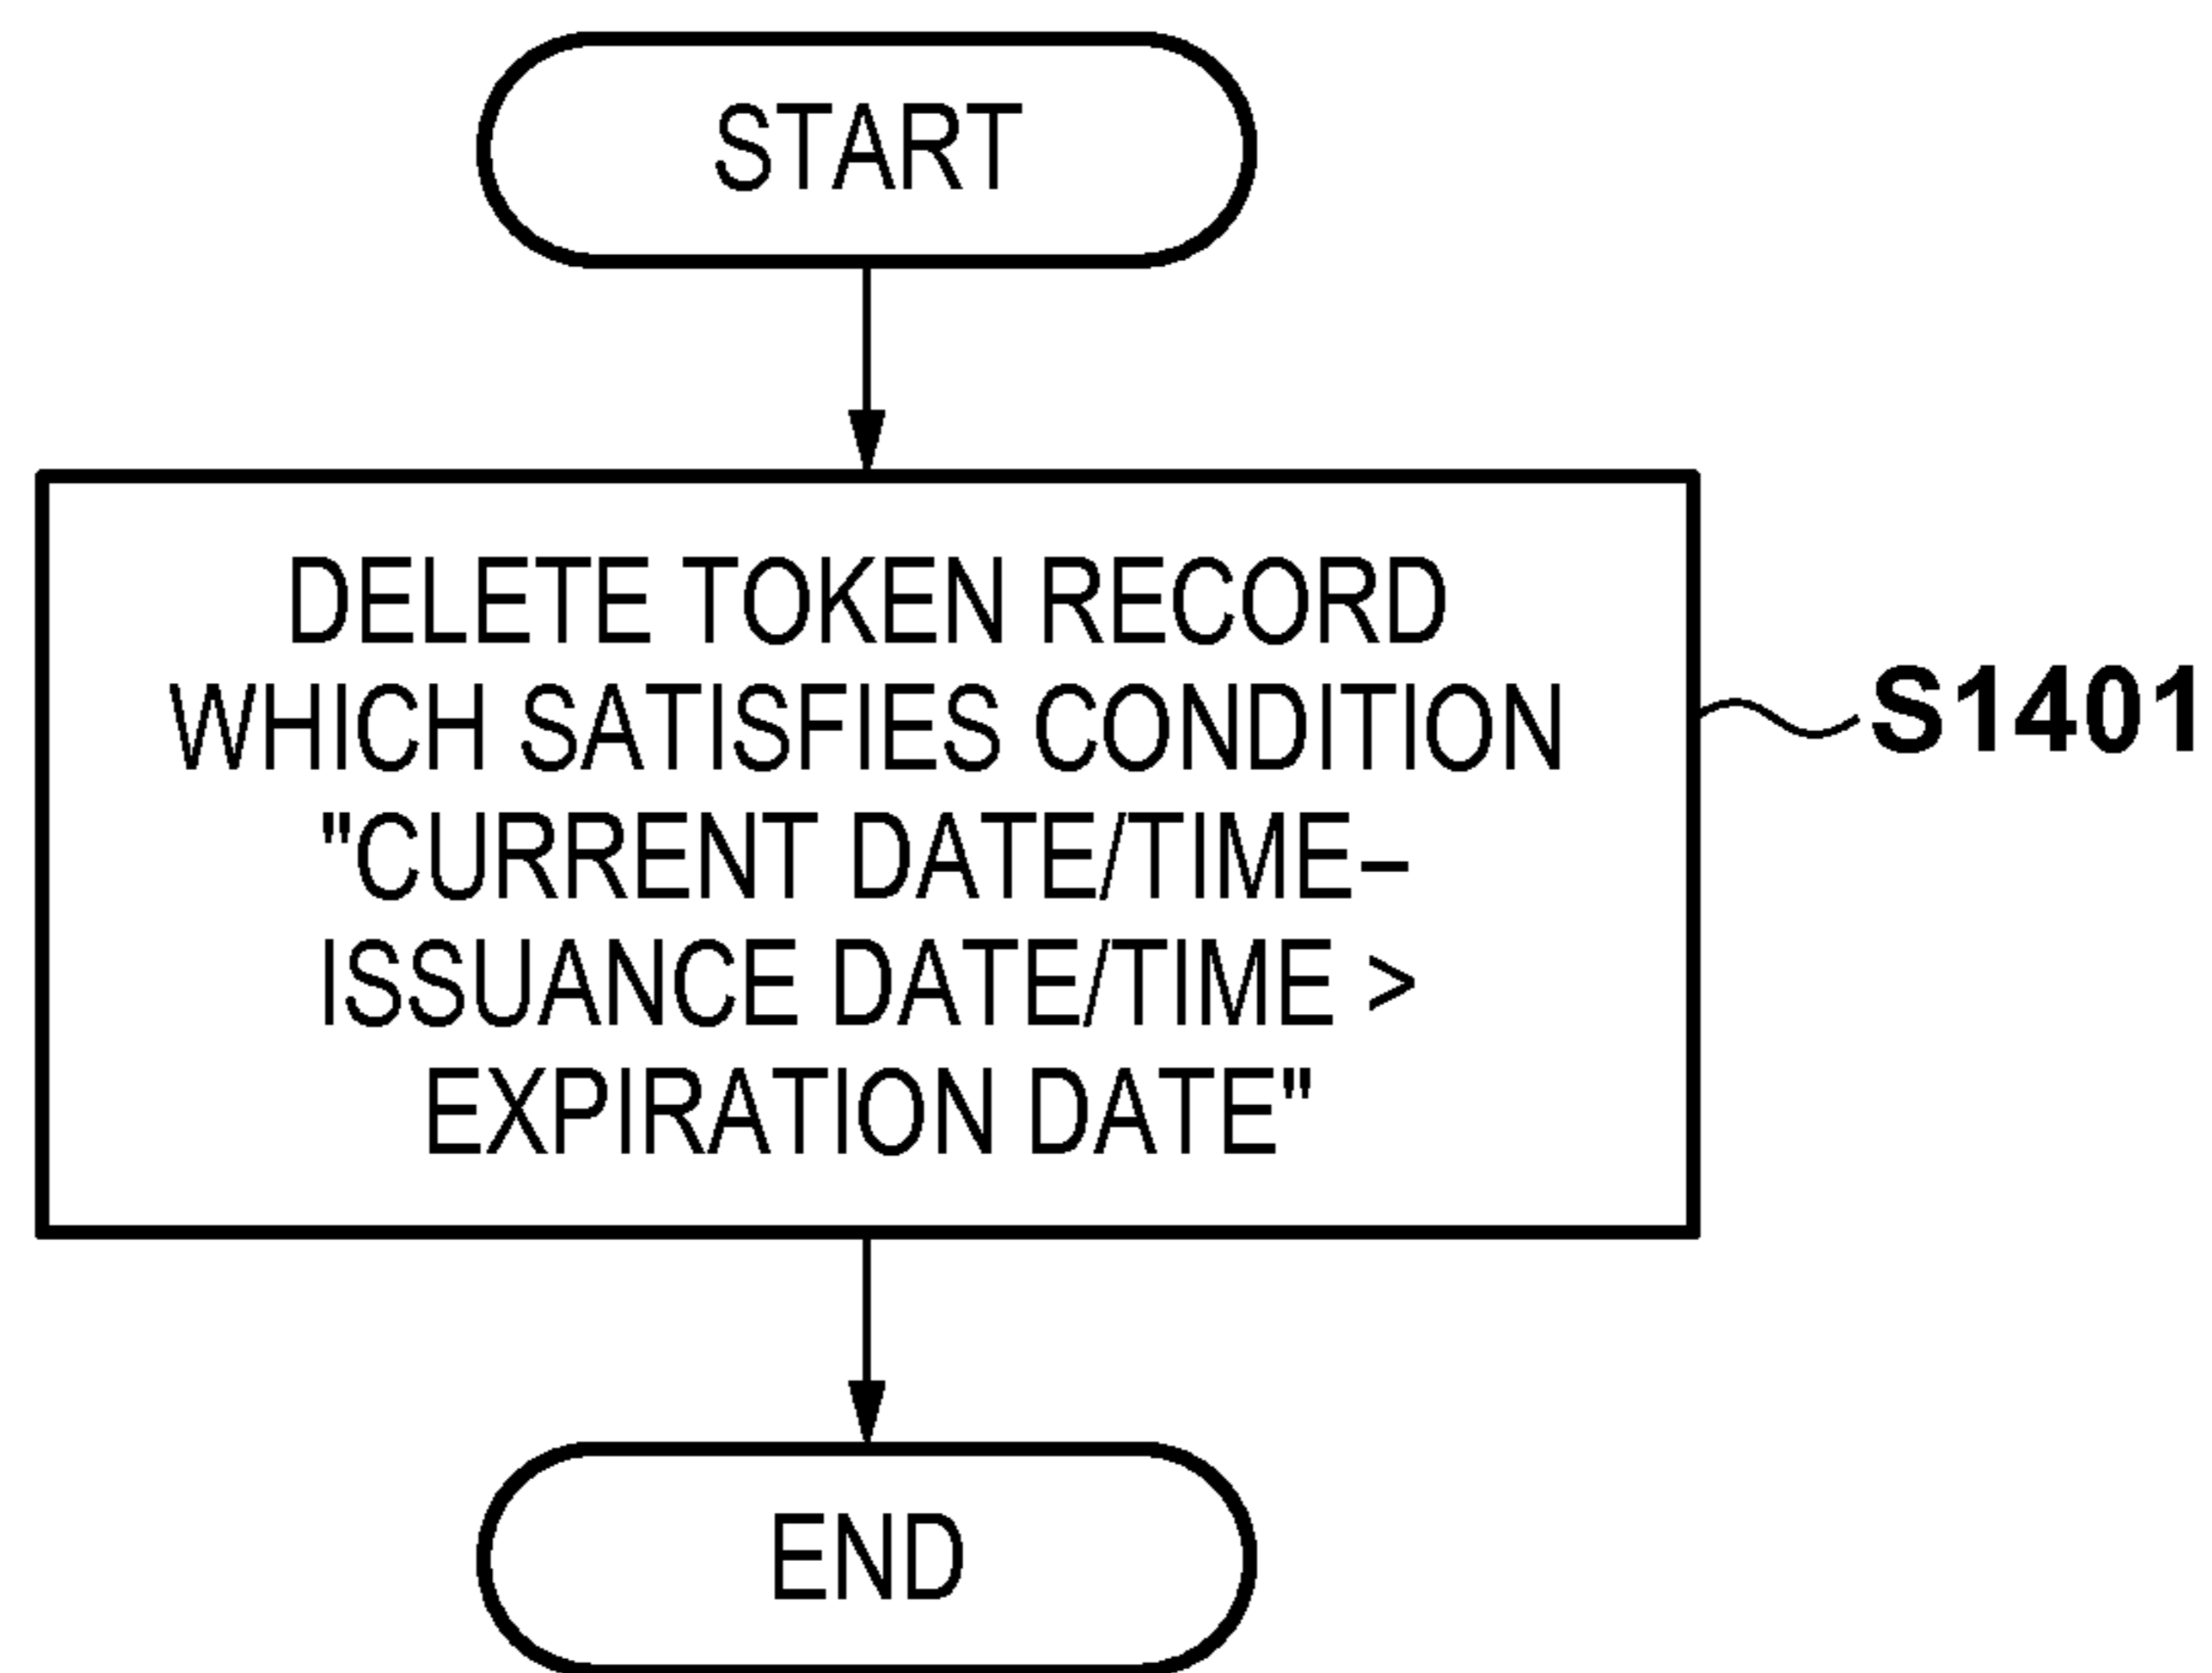 START
DELETE TOKEN RECORD
WHICH SATISFIES CONDITION
"CURRENT DATE/TIME–
ISSUANCE DATE/TIME >
EXPIRATION DATE"
S1401
END